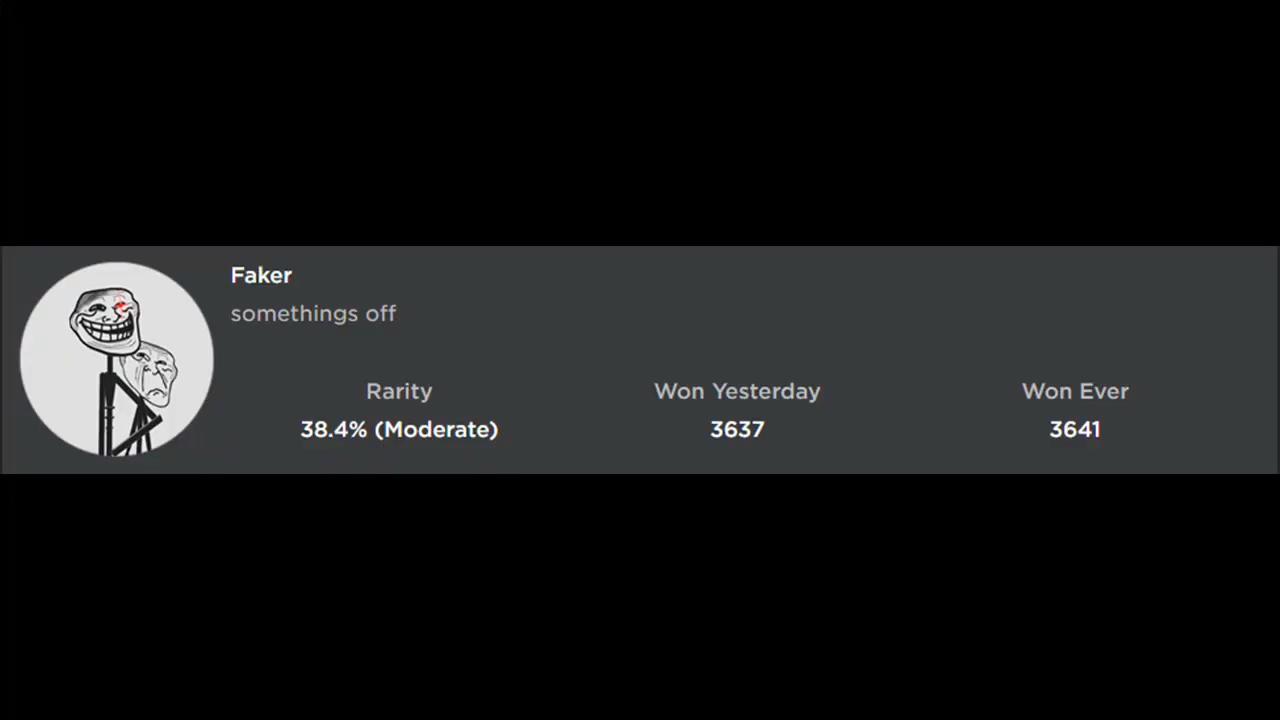 Faker
somethings off
Rarity Won Yesterday Won Ever
38.4% (Moderate) 3637 3641